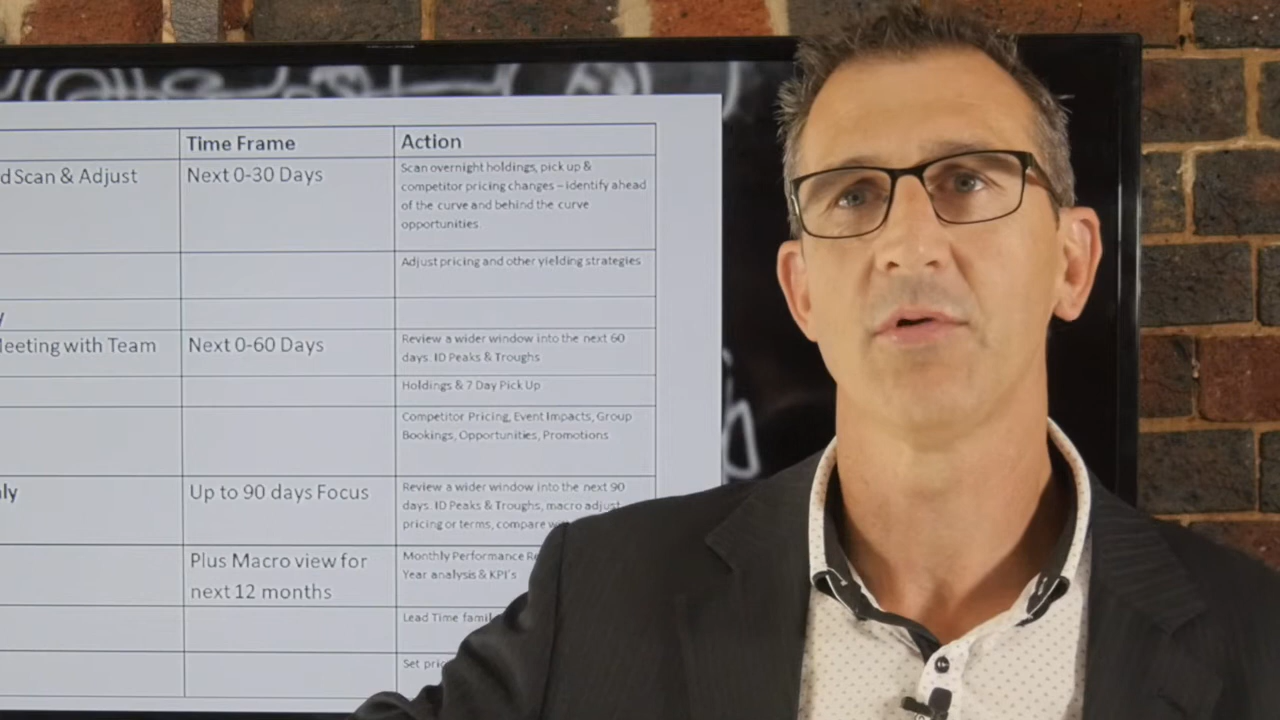 Time Frame
Action
d Scan & Adjust
Next 0-30 Days
Scan overnight holdings, pick up &
competitor pricing changes – identify ahead
of the curve and behind the curve
opportunities
Adjust pricing and other yielding strategies
y
Meeting with Team
Next 0-60 Days
Review a wider window into the next 60
days. ID Peaks & Troughs
Holdings & 7 Day Pick Up
Competitor Pricing, Event Impacts, Group
Bookings, Opportunities, Promotions
ly
Up to 90 days Focus
Review a wider window into the next 90
days. ID Peaks & Troughs, macro adjust
pricing or terms, compare
Plus Macro view for
next 12 months
Monthly Performance
Year analysis & KPI's
Lead Time
Set